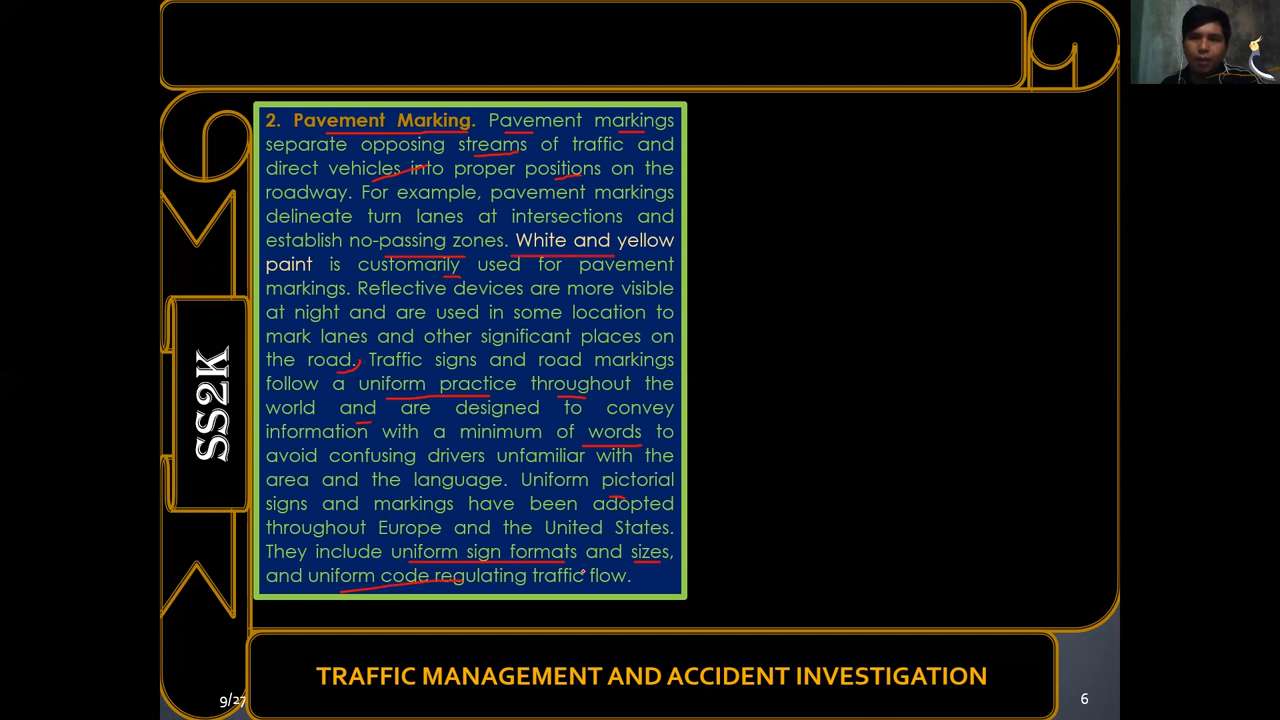 2. Pavement Marking. Pavement markings
separate opposing streams of traffic and
direct vehicles into proper positions on the
roadway. For example, pavement markings
delineate turn lanes at intersections and
establish no-passing zones. White and yellow
paint is customarily used for pavement
markings. Reflective devices are more visible
at night and are used in some location to
mark lanes and other significant places on
the road. Traffic signs and road markings
follow a uniform practice throughout the
world and are designed to convey
information with a minimum of words to
avoid confusing drivers unfamiliar with the
area and the language. Uniform pictorial
signs and markings have been adopted
throughout Europe and the United States.
They include uniform sign formats and sizes,
and uniform code regulating traffic flow.
SS2K
TRAFFIC MANAGEMENT AND ACCIDENT INVESTIGATION
9/27
6